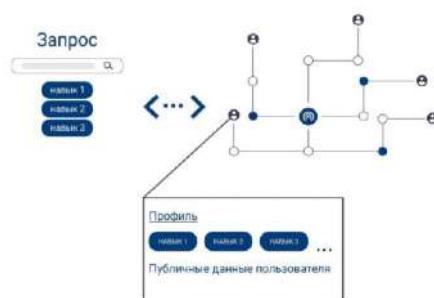 Запрос
навык 1
навык 2
навык 3
Профиль
НАВЫК 1 НАВЫК 2 НАВЫК 3 ...
Публичные данные пользователя